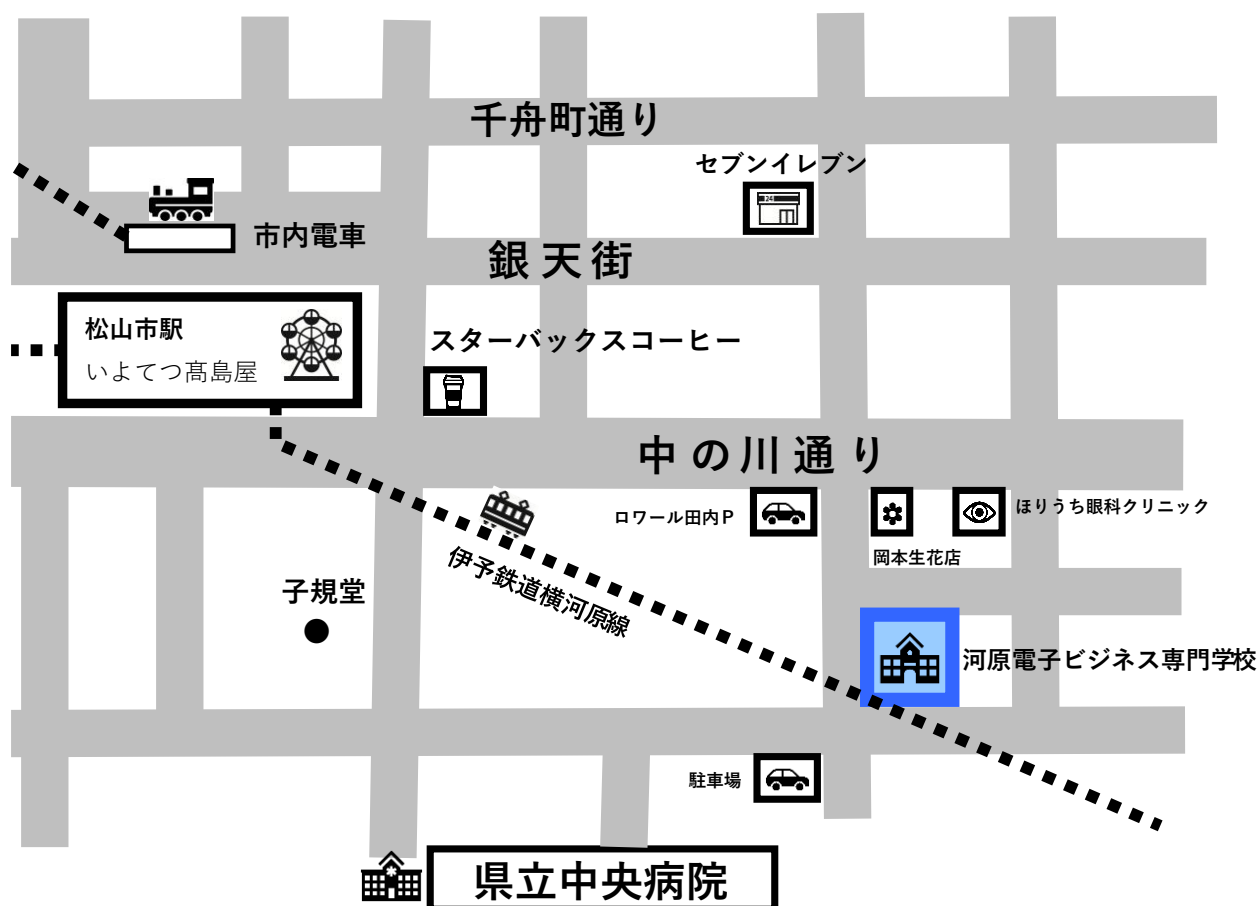 千舟町通り
セブンイレブン
24
市内電車
銀天街
松山市駅
いよてつ髙島屋
スターバックスコーヒー
中の川通り
ロワール田内P
ほりうち眼科クリニック
岡本生花店
伊予鉄道横河原線
子規堂
河原電子ビジネス専門学校
駐車場
県立中央病院